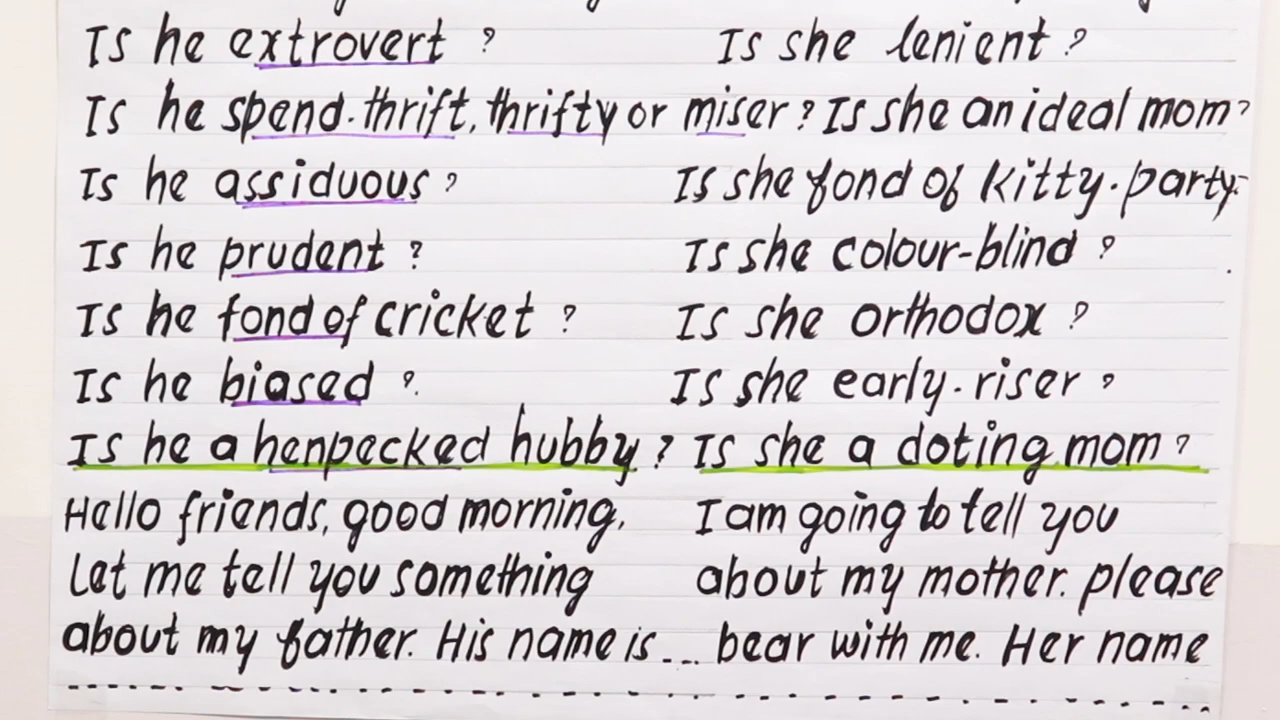 Is he extrovert ? Is she lenient ?
Is he spend-thrift, thrifty or miser ? Is she an ideal mom ?
Is he assiduous ? Is she fond of kitty-party
Is he prudent ? Is she colour-blind ?
Is he fond of cricket ? Is she orthodox ?
Is he biased ? Is she early-riser ?
Is he a henpecked hubby ? Is she a doting mom ?
Hello friends, good morning, I am going to tell you
Let me tell you something about my mother. please
about my father. His name is.... bear with me. Her name